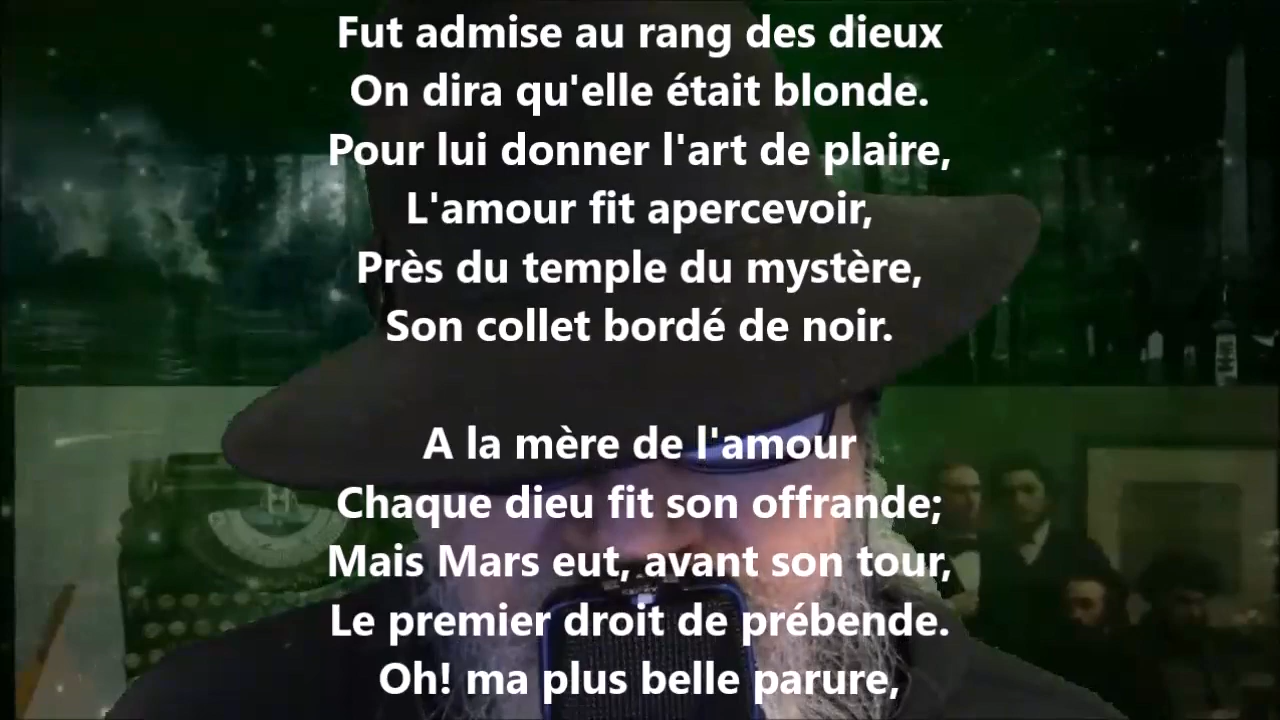 Fut admise au rang des dieux
On dira qu'elle était blonde.
Pour lui donner l'art de plaire,
L'amour fit apercevoir,
Près du temple du mystère,
Son collet bordé de noir.
A la mère de l'amour
Chaque dieu fit son offrande;
Mais Mars eut, avant son tour,
Le premier droit de prébende.
Oh! ma plus belle parure,